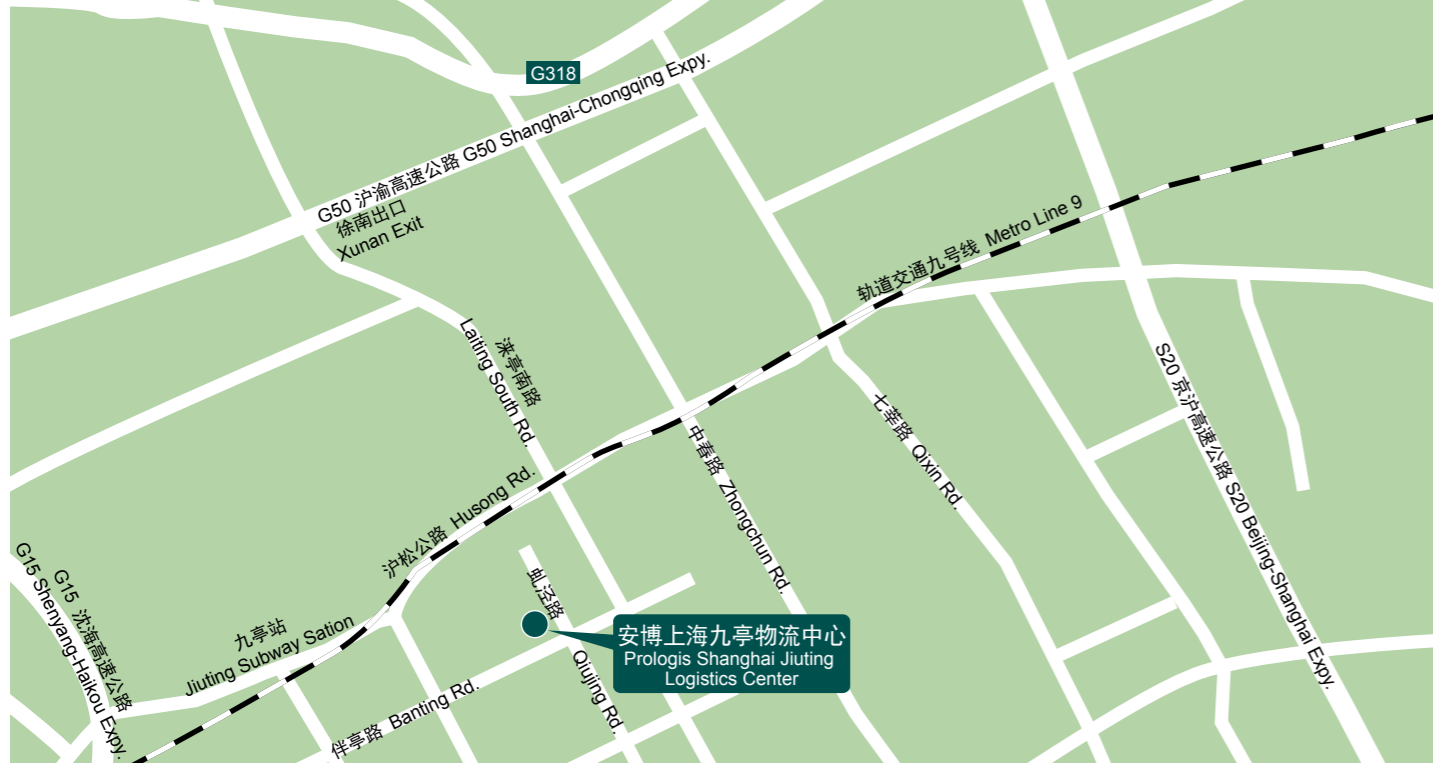 G318
G50 沪渝高速公路 G50 Shanghai-Chongqing Expy.
徐南出口
Xunan Exit
轨道交通九号线 Metro Line 9
涞亭南路
Laiting South Rd.
S20 京沪高速公路 S20 Beijing-Shanghai Expy.
七莘路 Qixin Rd.
中春路 Zhongchun Rd.
沪松公路 Husong Rd.
G15 沈海高速公路
G15 Shenyang-Haikou Expy.
九亭站
Jiuting Subway Sation
虬泾路 Qiujing Rd.
安博上海九亭物流中心
Prologis Shanghai Jiuting
Logistics Center
伴亭路 Banting Rd.